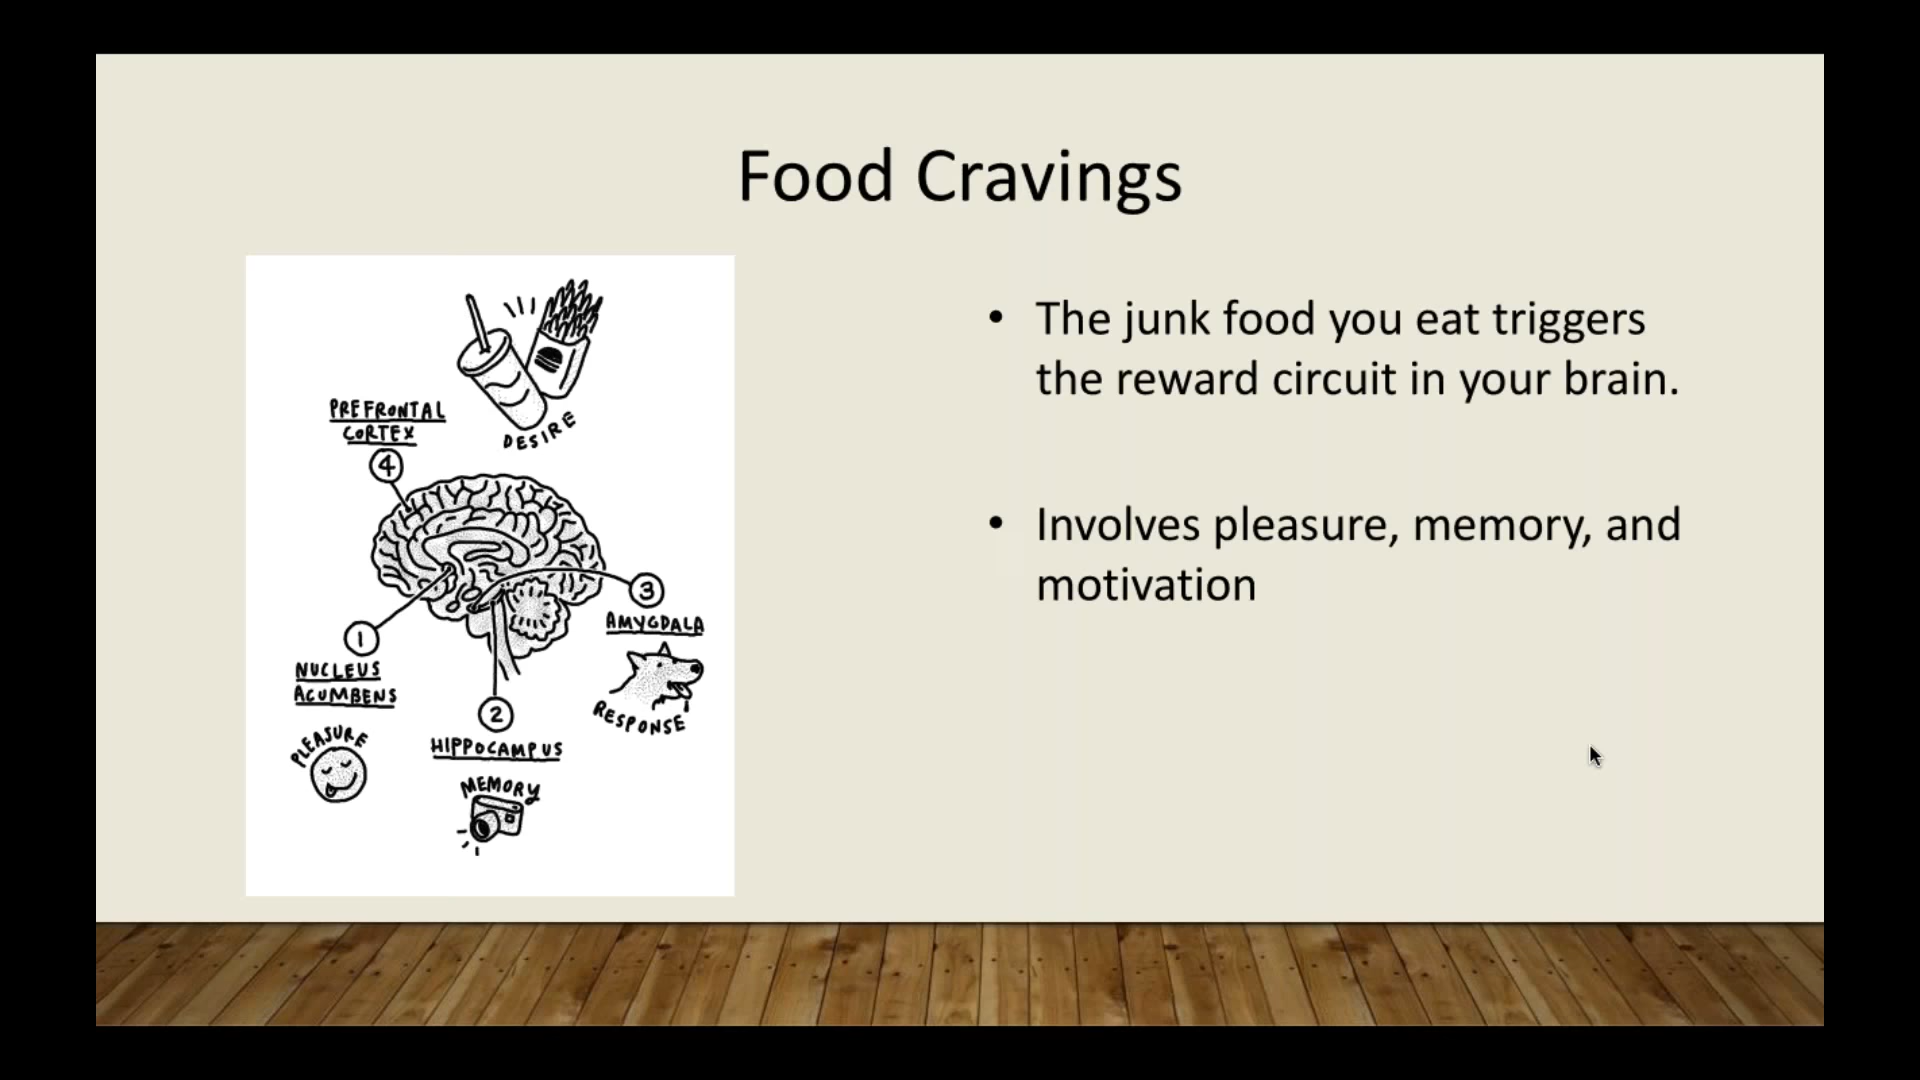 Food Cravings
DESIRE
PREFRONTAL
CORTEX
4
3
AMYGDALA
RESPONSE
1
NUCLEUS
ACUMBENS
PLEASURE
2
HIPPOCAMPUS
MEMORY
• The junk food you eat triggers
the reward circuit in your brain.
• Involves pleasure, memory, and
motivation